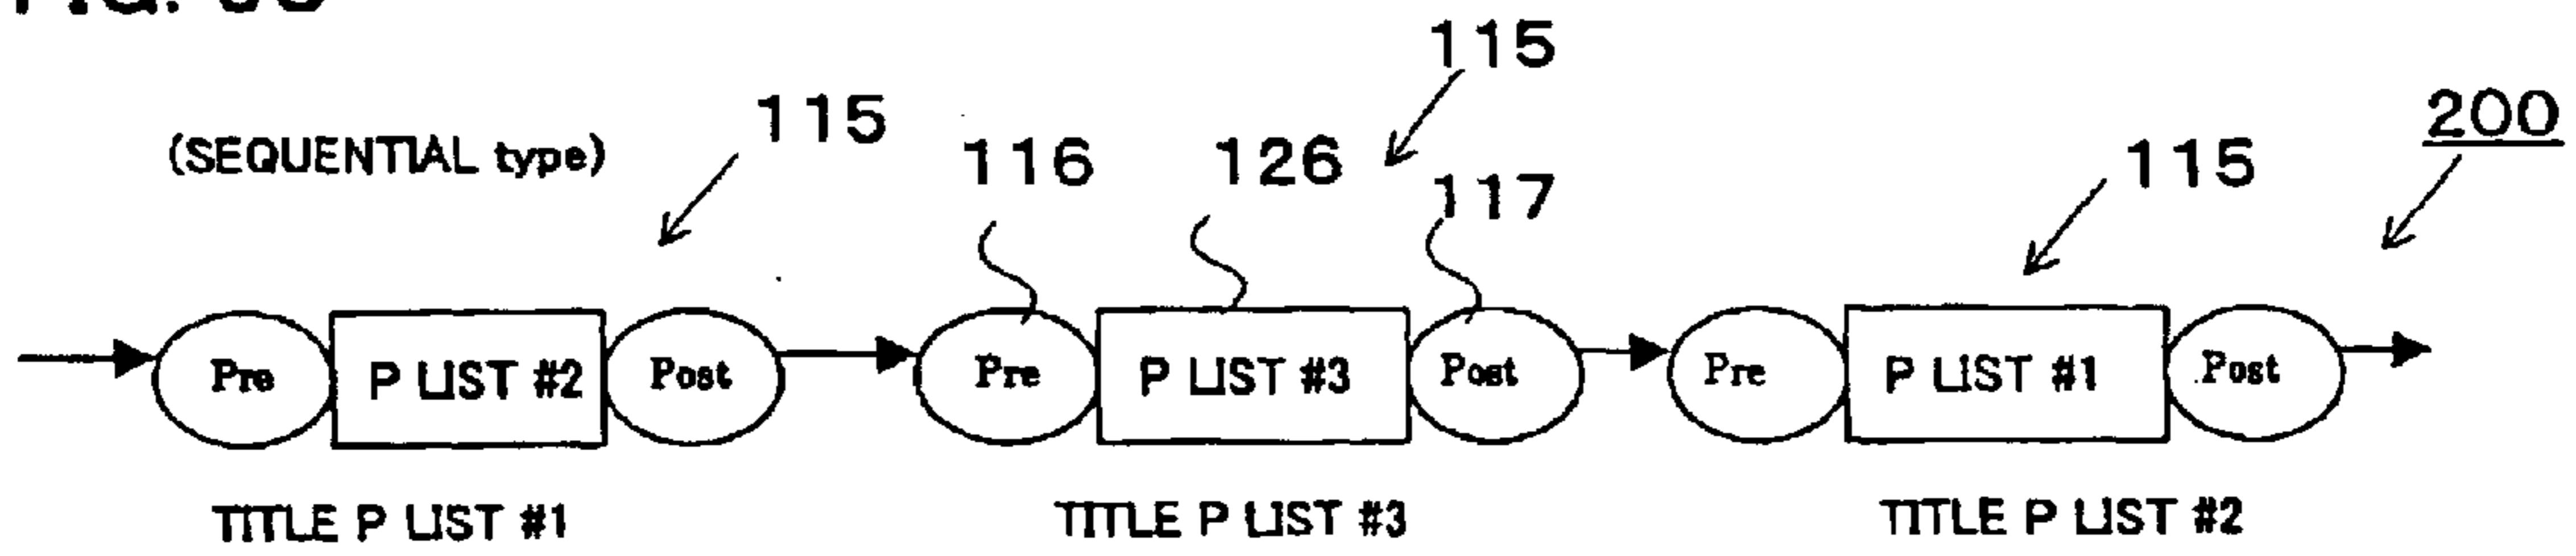 115
(SEQUENTIAL type) 115 116 126 117 115 200
Pre P LIST #2 Post Pre P LIST #3 Post Pre P LIST #1 Post
TITLE P LIST #1 TITLE P LIST #3 TITLE P LIST #2